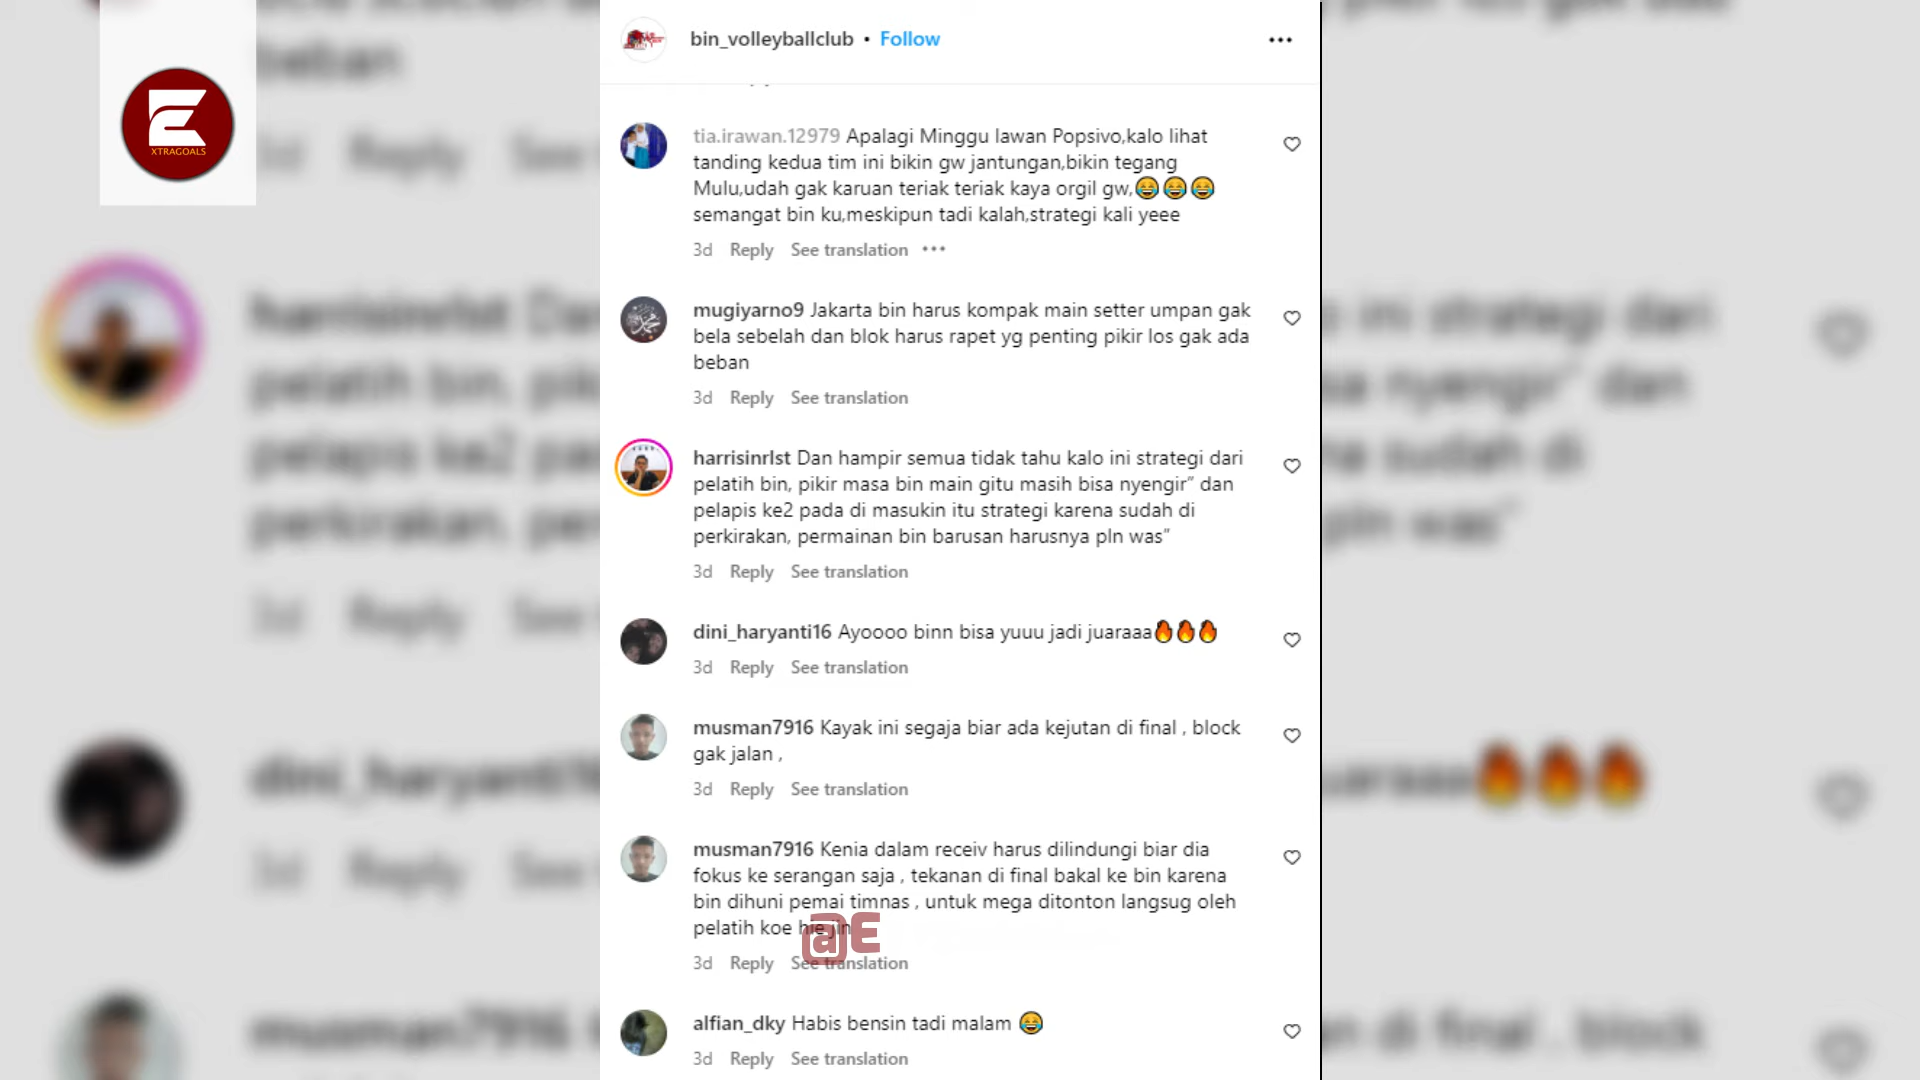 bin_volleyballclub • Follow
XTRAGOALS
tia.irawan.12979 Apalagi Minggu lawan Popsivo,kalo lihat
tanding kedua tim ini bikin gw jantungan,bikin tegang
Mulu,udah gak karuan teriak teriak kaya orgil gw,😂😂😂
semangat bin ku,meskipun tadi kalah,strategi kali yeee
3d Reply See translation •••
mugiyarno9 Jakarta bin harus kompak main setter umpan gak
bela sebelah dan blok harus rapet yg penting pikir los gak ada
beban
3d Reply See translation
harrisinrlst Dan hampir semua tidak tahu kalo ini strategi dari
pelatih bin, pikir masa bin main gitu masih bisa nyengir” dan
pelapis ke2 pada di masukin itu strategi karena sudah di
perkirakan, permainan bin barusan harusnya pln was”
3d Reply See translation
dini_haryanti16 Ayoooo binn bisa yuuu jadi juaraaa🔥🔥🔥
3d Reply See translation
musman7916 Kayak ini segaja biar ada kejutan di final , block
gak jalan ,
3d Reply See translation
musman7916 Kenia dalam receiv harus dilindungi biar dia
fokus ke serangan saja , tekanan di final bakal ke bin karena
bin dihuni pemai timnas , untuk mega ditonton langsug oleh
pelatih koe hie jin
@E
3d Reply See translation
alfian_dky Habis bensin tadi malam 😂
3d Reply See translation